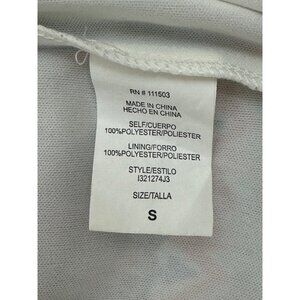 RN # 111503
MADE IN CHINA
HECHO EN CHINA
SELF/CUERPO
100%POLYESTER/POLIESTER
LINING/FORRO
100%POLYESTER/POLIESTER
STYLE/ESTILO
I321274J3
SIZE/TALLA
S